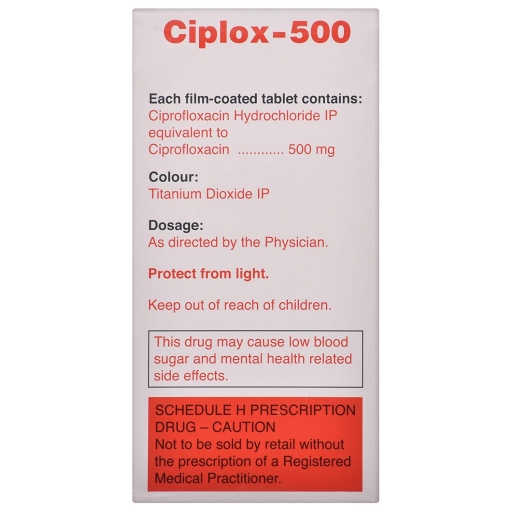 Ciplox-500
Each film-coated tablet contains:
Ciprofloxacin Hydrochloride IP
equivalent to
Ciprofloxacin ............ 500 mg
Colour:
Titanium Dioxide IP
Dosage:
As directed by the Physician.
Protect from light.
Keep out of reach of children.
This drug may cause low blood
sugar and mental health related
side effects.
SCHEDULE H PRESCRIPTION
DRUG – CAUTION
Not to be sold by retail without
the prescription of a Registered
Medical Practitioner.